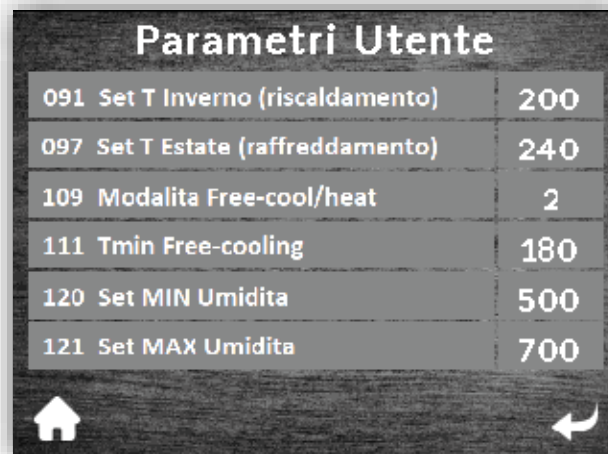 Parametri Utente
091 Set T Inverno (riscaldamento) 200
097 Set T Estate (raffreddamento) 240
109 Modalita Free-cool/heat 2
111 Tmin Free-cooling 180
120 Set MIN Umidita 500
121 Set MAX Umidita 700